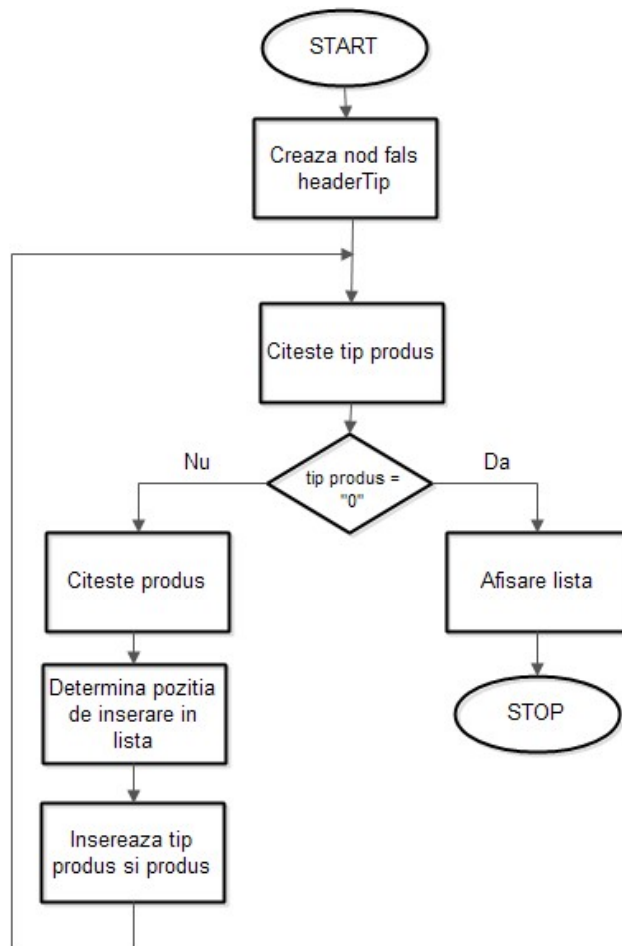 START
Creaza nod fals
headerTip
Citeste tip produs
tip produs =
"0"
Nu
Da
Citeste produs
Afisare lista
Determina pozitia
de inserare in
lista
STOP
Insereaza tip
produs si produs